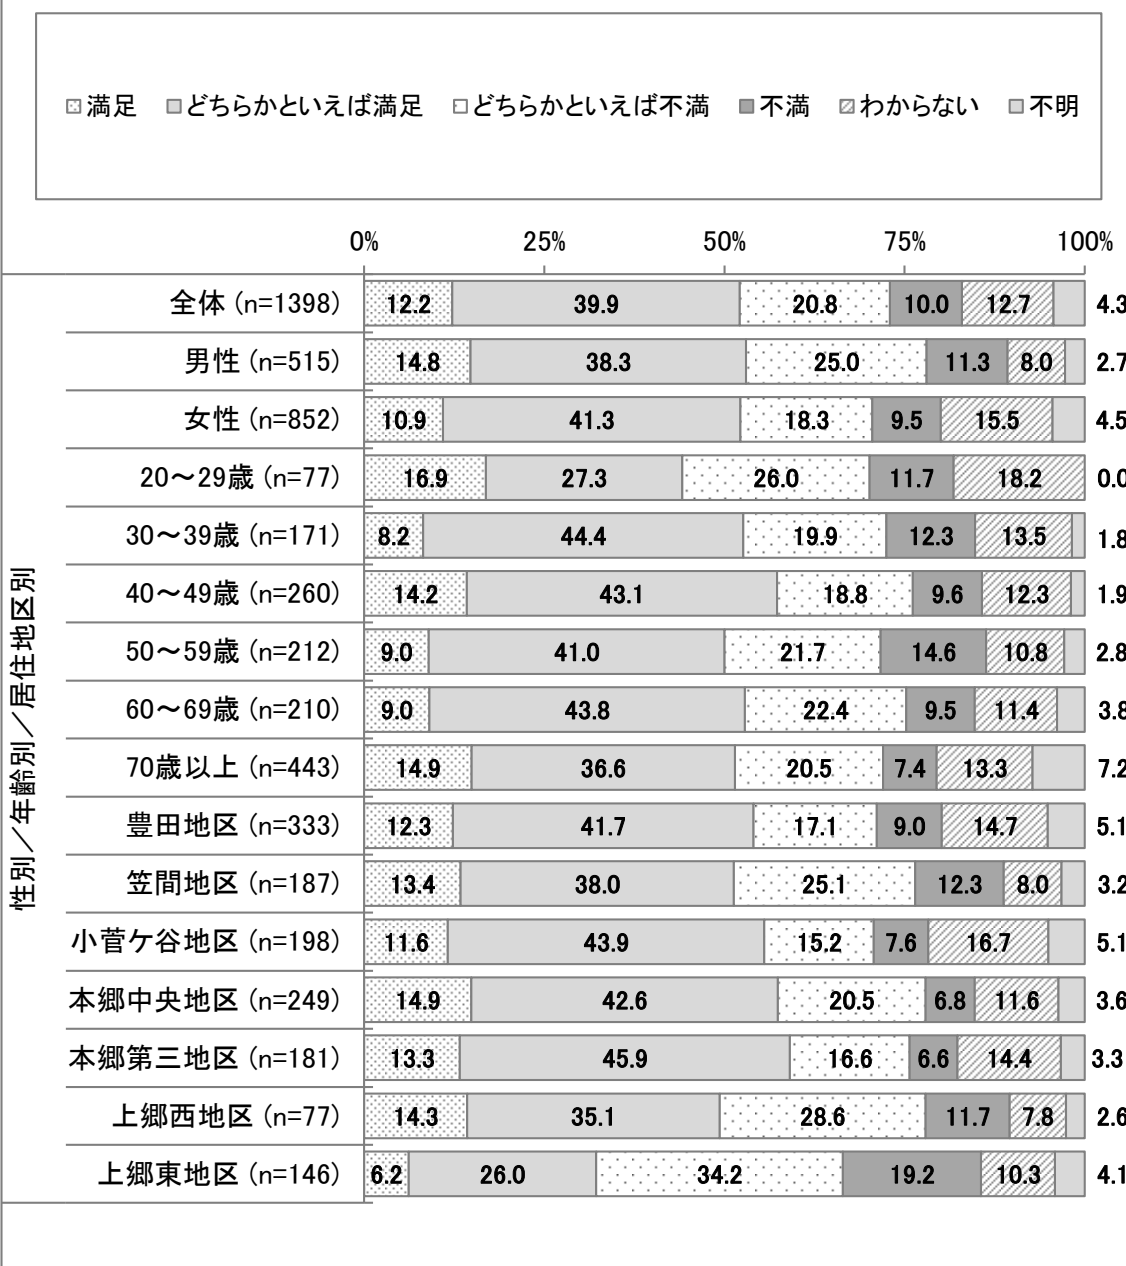 満足 どちらかといえば満足 どちらかといえば不満 不満 わからない 不明
0% 25% 50% 75% 100%
性別／年齢別／居住地区別
全体 (n=1398) 12.2 39.9 20.8 10.0 12.7 4.3
男性 (n=515) 14.8 38.3 25.0 11.3 8.0 2.7
女性 (n=852) 10.9 41.3 18.3 9.5 15.5 4.5
20～29歳 (n=77) 16.9 27.3 26.0 11.7 18.2 0.0
30～39歳 (n=171) 8.2 44.4 19.9 12.3 13.5 1.8
40～49歳 (n=260) 14.2 43.1 18.8 9.6 12.3 1.9
50～59歳 (n=212) 9.0 41.0 21.7 14.6 10.8 2.8
60～69歳 (n=210) 9.0 43.8 22.4 9.5 11.4 3.8
70歳以上 (n=443) 14.9 36.6 20.5 7.4 13.3 7.2
豊田地区 (n=333) 12.3 41.7 17.1 9.0 14.7 5.1
笠間地区 (n=187) 13.4 38.0 25.1 12.3 8.0 3.2
小菅ケ谷地区 (n=198) 11.6 43.9 15.2 7.6 16.7 5.1
本郷中央地区 (n=249) 14.9 42.6 20.5 6.8 11.6 3.6
本郷第三地区 (n=181) 13.3 45.9 16.6 6.6 14.4 3.3
上郷西地区 (n=77) 14.3 35.1 28.6 11.7 7.8 2.6
上郷東地区 (n=146) 6.2 26.0 34.2 19.2 10.3 4.1